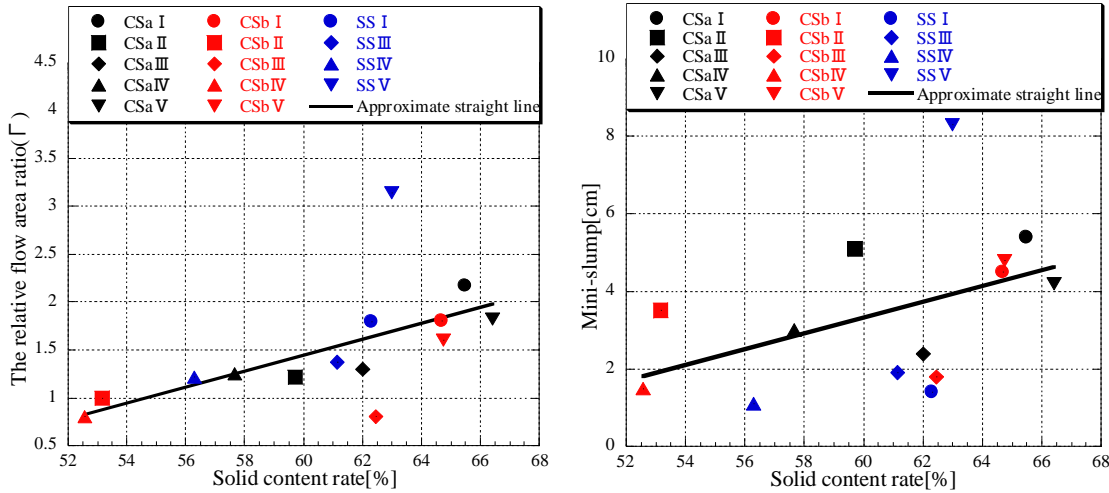 CSa Ⅰ CSb Ⅰ SS Ⅰ
CSa Ⅱ CSb Ⅱ SS Ⅲ
CSa Ⅲ CSb Ⅲ SS Ⅳ
CSa Ⅳ CSb Ⅳ SS Ⅴ
CSa Ⅴ CSb Ⅴ Approximate straight line
The relative flow area ratio(Γ)
4.5
4
3.5
3
2.5
2
1.5
1
0.5
52 54 56 58 60 62 64 66 68
Solid content rate[%]
CSa Ⅰ CSb Ⅰ SS Ⅰ
CSa Ⅱ CSb Ⅱ SS Ⅲ
CSa Ⅲ CSb Ⅲ SS Ⅳ
CSa Ⅳ CSb Ⅳ SS Ⅴ
CSa Ⅴ CSb Ⅴ Approximate straight line
Mini-slump[cm]
10
8
6
4
2
0
52 54 56 58 60 62 64 66 68
Solid content rate[%]